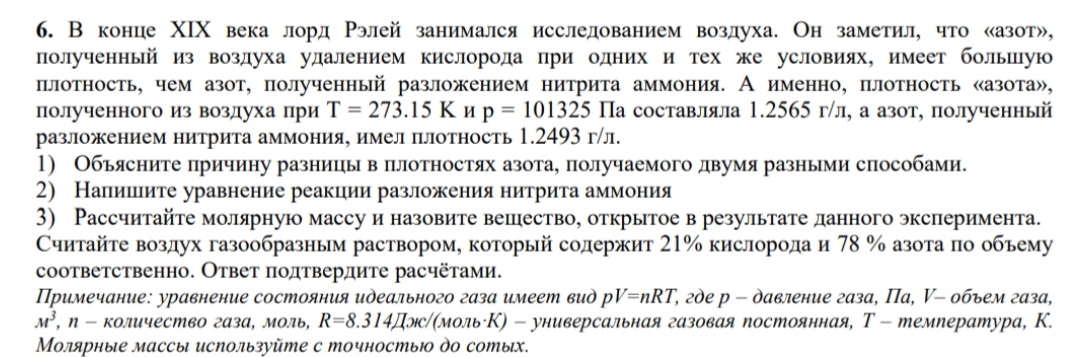 6. В конце XIX века лорд Рэлей занимался исследованием воздуха. Он заметил, что «азот»,
полученный из воздуха удалением кислорода при одних и тех же условиях, имеет большую
плотность, чем азот, полученный разложением нитрита аммония. А именно, плотность «азота»,
полученного из воздуха при T = 273.15 К и p = 101325 Па составляла 1.2565 г/л, а азот, полученный
разложением нитрита аммония, имел плотность 1.2493 г/л.
1) Объясните причину разницы в плотностях азота, получаемого двумя разными способами.
2) Напишите уравнение реакции разложения нитрита аммония
3) Рассчитайте молярную массу и назовите вещество, открытое в результате данного эксперимента.
Считайте воздух газообразным раствором, который содержит 21% кислорода и 78 % азота по объему
соответственно. Ответ подтвердите расчётами.
Примечание: уравнение состояния идеального газа имеет вид pV=nRT, где p – давление газа, Па, V– объем газа,
м³, n – количество газа, моль, R=8.314Дж/(моль·К) – универсальная газовая постоянная, T – температура, К.
Молярные массы используйте с точностью до сотых.